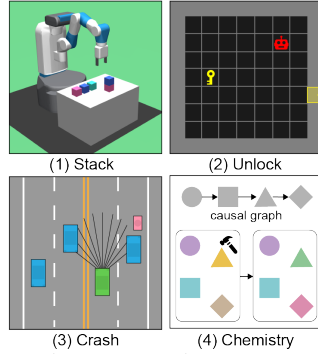 (1) Stack
(2) Unlock
causal graph
(3) Crash
(4) Chemistry